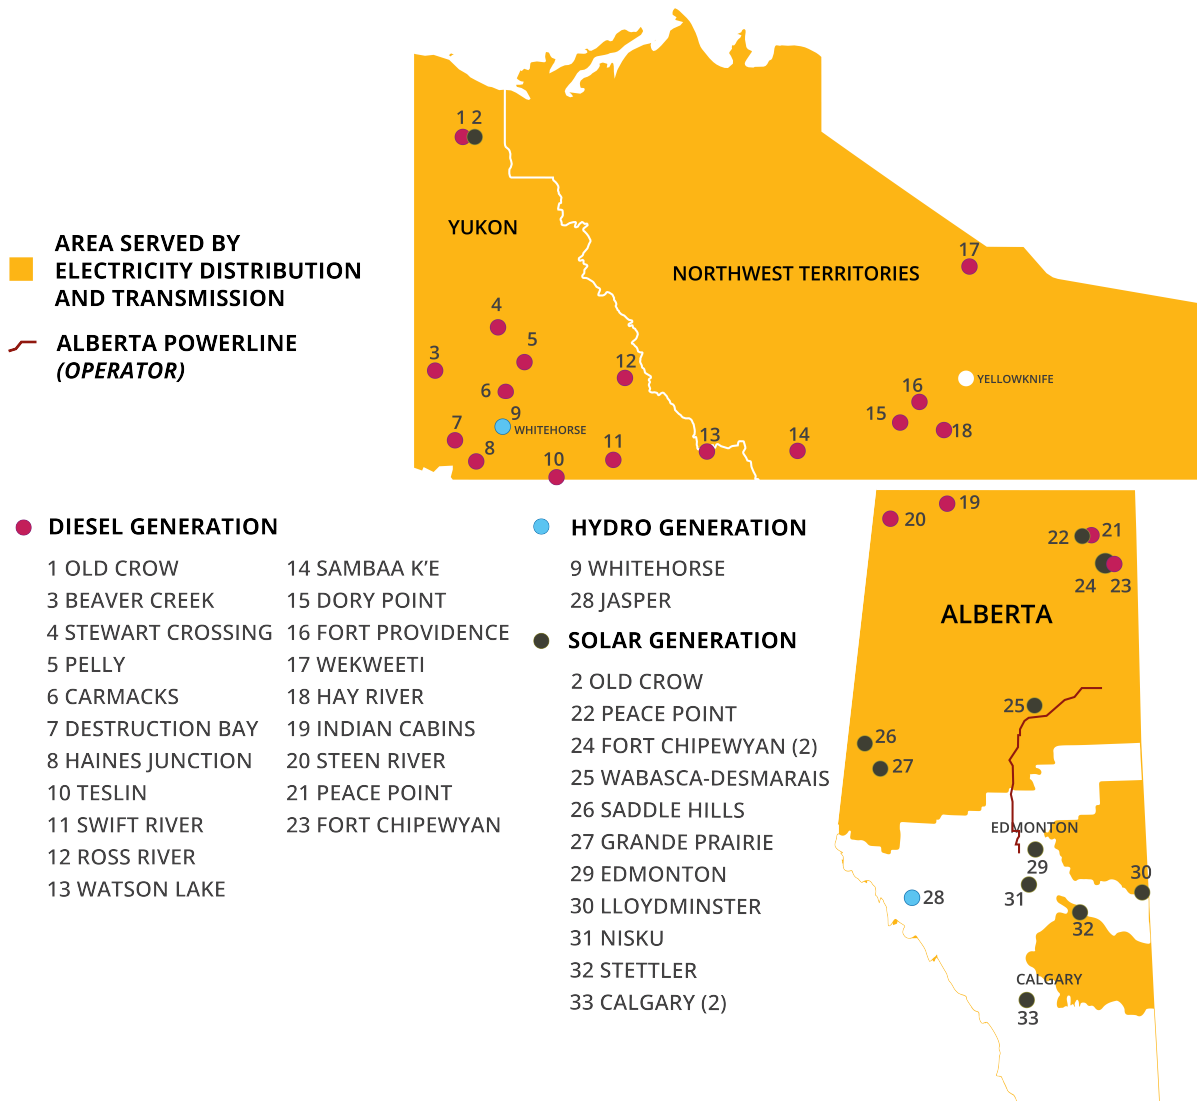 1 2
YUKON
AREA SERVED BY
ELECTRICITY DISTRIBUTION
AND TRANSMISSION
ALBERTA POWERLINE
(OPERATOR)
NORTHWEST TERRITORIES
17
4
5
3
12
6
9
WHITEHORSE
7
8
10
11
13
14
15
16
YELLOWKNIFE
18
DIESEL GENERATION
1 OLD CROW
3 BEAVER CREEK
4 STEWART CROSSING
5 PELLY
6 CARMACKS
7 DESTRUCTION BAY
8 HAINES JUNCTION
10 TESLIN
11 SWIFT RIVER
12 ROSS RIVER
13 WATSON LAKE
14 SAMBAA K’E
15 DORY POINT
16 FORT PROVIDENCE
17 WEKWEETI
18 HAY RIVER
19 INDIAN CABINS
20 STEEN RIVER
21 PEACE POINT
23 FORT CHIPEWYAN
HYDRO GENERATION
9 WHITEHORSE
28 JASPER
SOLAR GENERATION
2 OLD CROW
22 PEACE POINT
24 FORT CHIPEWYAN (2)
25 WABASCA-DESMARAIS
26 SADDLE HILLS
27 GRANDE PRAIRIE
29 EDMONTON
30 LLOYDMINSTER
31 NISKU
32 STETTLER
33 CALGARY (2)
19
20
21
22
24
23
ALBERTA
25
26
27
EDMONTON
29
30
31
28
32
CALGARY
33